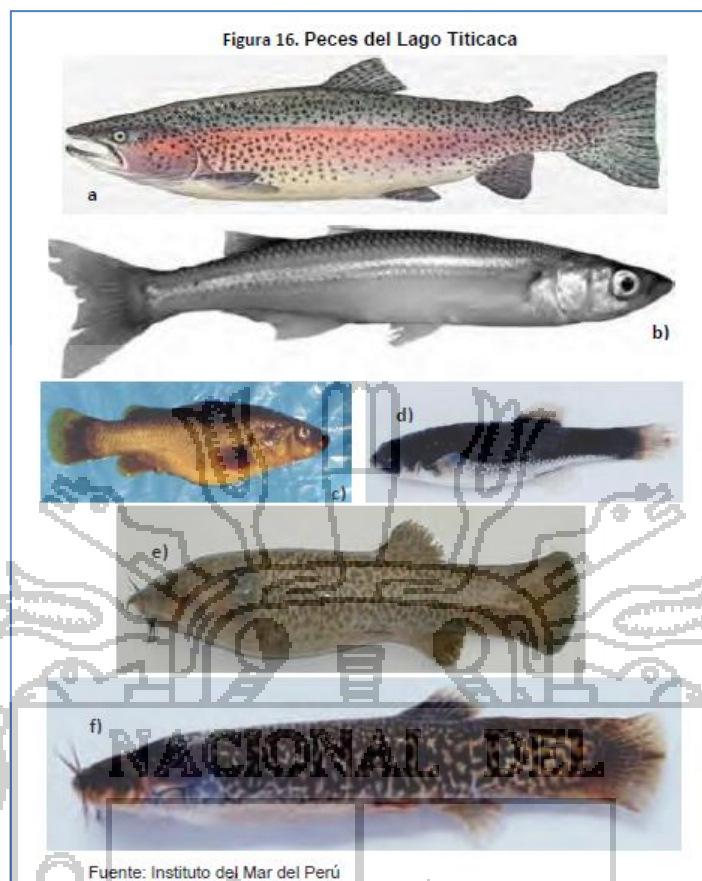 Figura 16. Peces del Lago Titicaca
a
b)
c)
d)
e)
f)
NACIONAL DEL
Fuente: Instituto del Mar del Perú